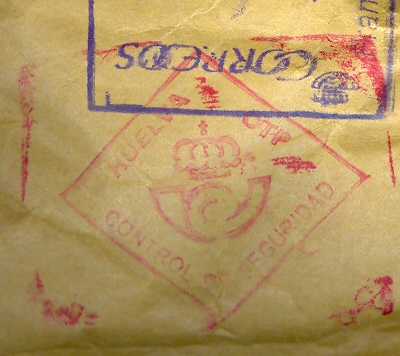 CORREOS
HUELVA CTP
CONTROL DE SEGURIDAD